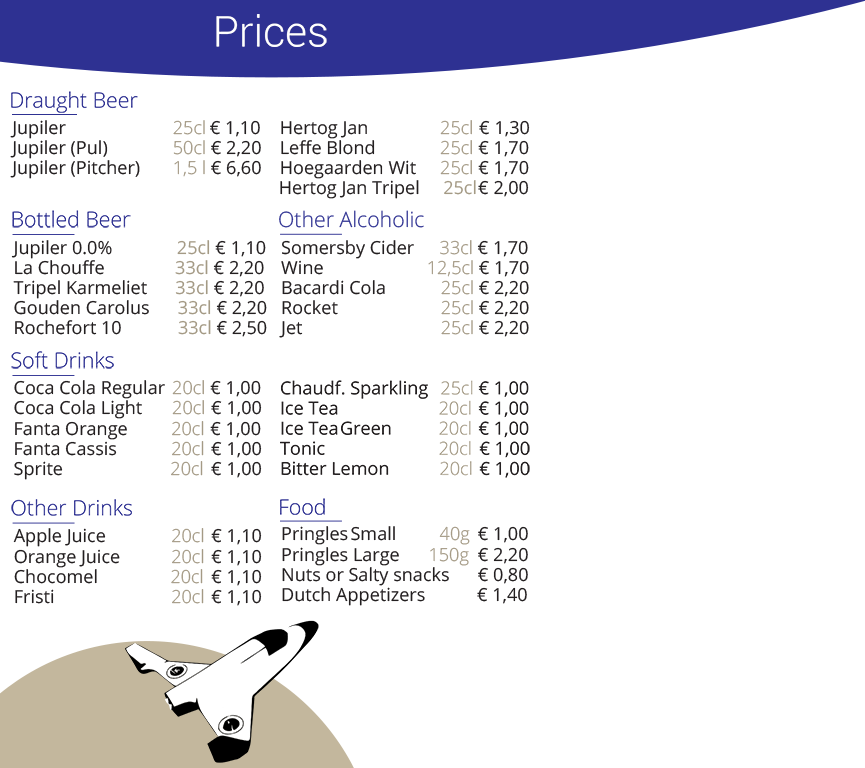 Prices
Draught Beer
Jupiler 25cl € 1,10
Jupiler (Pul) 50cl € 2,20
Jupiler (Pitcher) 1,5 l € 6,60
Hertog Jan 25cl € 1,30
Leffe Blond 25cl € 1,70
Hoegaarden Wit 25cl € 1,70
Hertog Jan Tripel 25cl € 2,00
Bottled Beer
Jupiler 0.0% 25cl € 1,10
La Chouffe 33cl € 2,20
Tripel Karmeliet 33cl € 2,20
Gouden Carolus 33cl € 2,20
Rochefort 10 33cl € 2,50
Other Alcoholic
Somersby Cider 33cl € 1,70
Wine 12,5cl € 1,70
Bacardi Cola 25cl € 2,20
Rocket 25cl € 2,20
Jet 25cl € 2,20
Soft Drinks
Coca Cola Regular 20cl € 1,00
Coca Cola Light 20cl € 1,00
Fanta Orange 20cl € 1,00
Fanta Cassis 20cl € 1,00
Sprite 20cl € 1,00
Chaudf. Sparkling 25cl € 1,00
Ice Tea 20cl € 1,00
Ice Tea Green 20cl € 1,00
Tonic 20cl € 1,00
Bitter Lemon 20cl € 1,00
Other Drinks
Apple Juice 20cl € 1,10
Orange Juice 20cl € 1,10
Chocomel 20cl € 1,10
Fristi 20cl € 1,10
Food
Pringles Small 40g € 1,00
Pringles Large 150g € 2,20
Nuts or Salty snacks € 0,80
Dutch Appetizers € 1,40